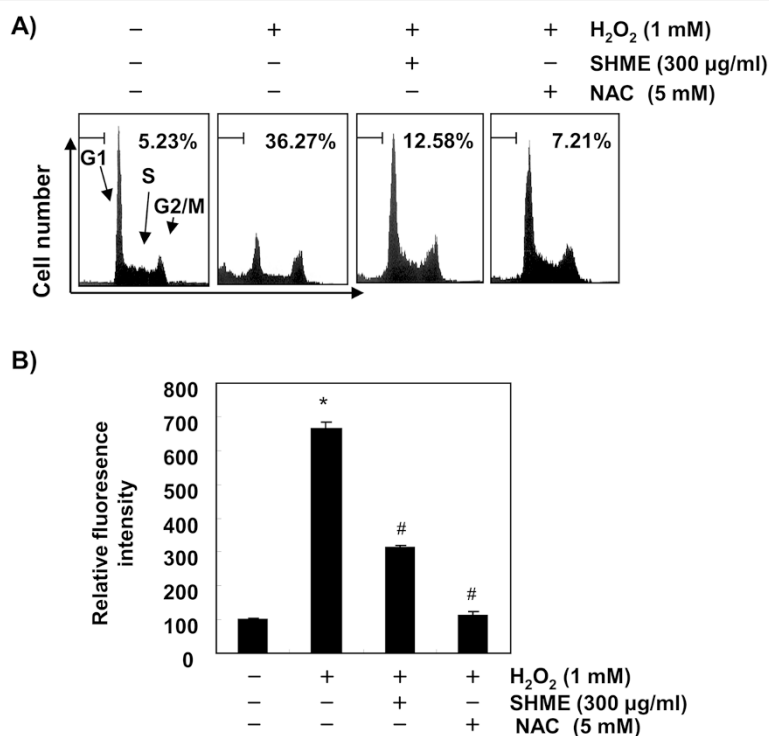 A)
− + + + H₂O₂ (1 mM)
− − + − SHME (300 µg/ml)
− − − + NAC (5 mM)
5.23% 36.27% 12.58% 7.21%
G1
S
G2/M
Cell number
B)
800
700
600
500
400
300
200
100
0
Relative fluoresence
intensity
*
#
#
− + + + H₂O₂ (1 mM)
− − + − SHME (300 µg/ml)
− − − + NAC (5 mM)